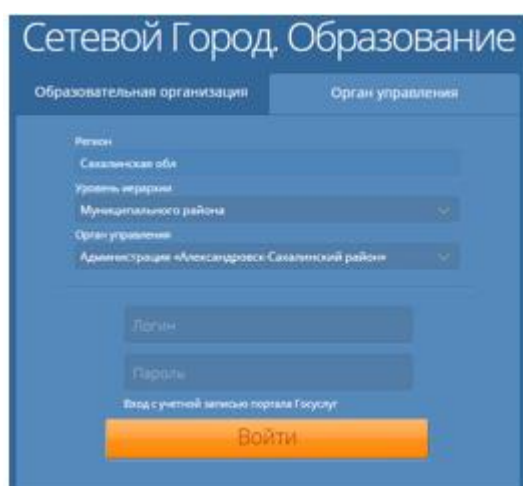 Сетевой Город. Образование
Образовательная организация
Орган управления
Регион
Сахалинская обл
Уровень иерархии
Муниципального района
Орган управления
Администрация «Александровск-Сахалинский район»
Логин
Пароль
Вход с учетной записью портала Госуслуг
Войти